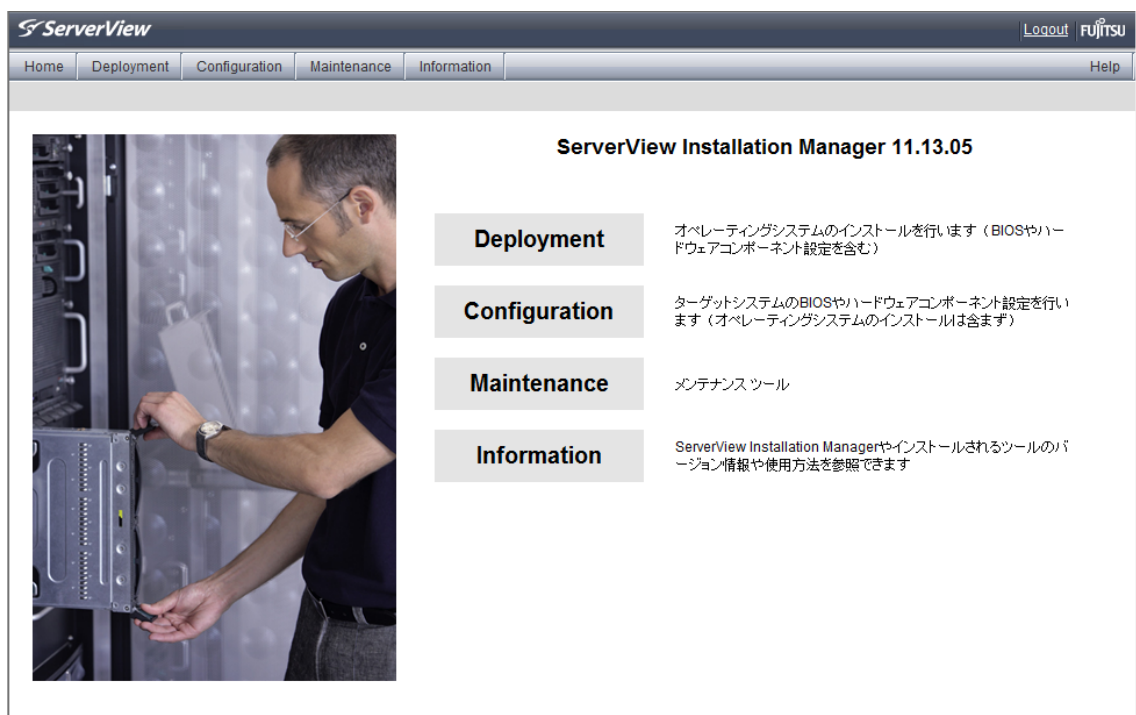 ServerView
Logout
FUJITSU
Home
Deployment
Configuration
Maintenance
Information
Help
ServerView Installation Manager 11.13.05
Deployment
オペレーティングシステムのインストールを行います（BIOSやハー
ドウェアコンポーネント設定を含む）
Configuration
ターゲットシステムのBIOSやハードウェアコンポーネント設定を行い
ます（オペレーティングシステムのインストールは含まず）
Maintenance
メンテナンス ツール
Information
ServerView Installation Managerやインストールされるツールのバ
ージョン情報や使用方法を参照できます